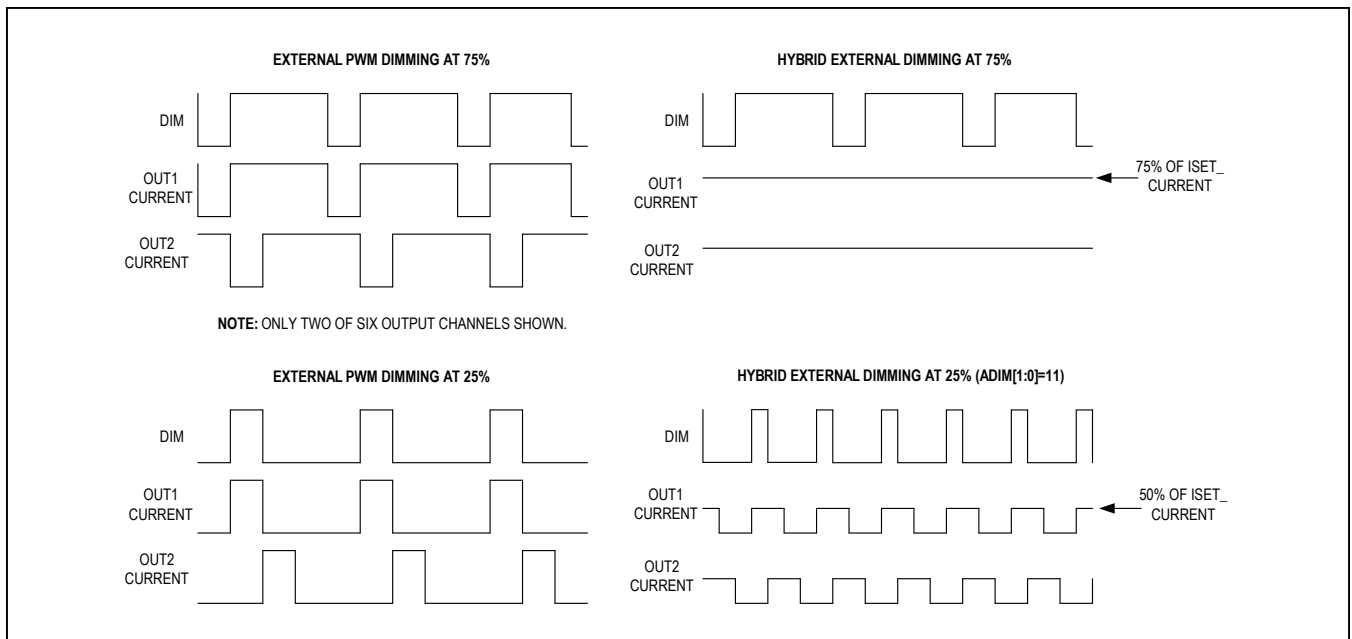 EXTERNAL PWM DIMMING AT 75%
DIM
OUT1
CURRENT
OUT2
CURRENT
NOTE: ONLY TWO OF SIX OUTPUT CHANNELS SHOWN.
HYBRID EXTERNAL DIMMING AT 75%
DIM
OUT1
CURRENT
75% OF ISET_
CURRENT
OUT2
CURRENT
EXTERNAL PWM DIMMING AT 25%
DIM
OUT1
CURRENT
OUT2
CURRENT
HYBRID EXTERNAL DIMMING AT 25% (ADIM[1:0]=11)
DIM
OUT1
CURRENT
50% OF ISET_
CURRENT
OUT2
CURRENT